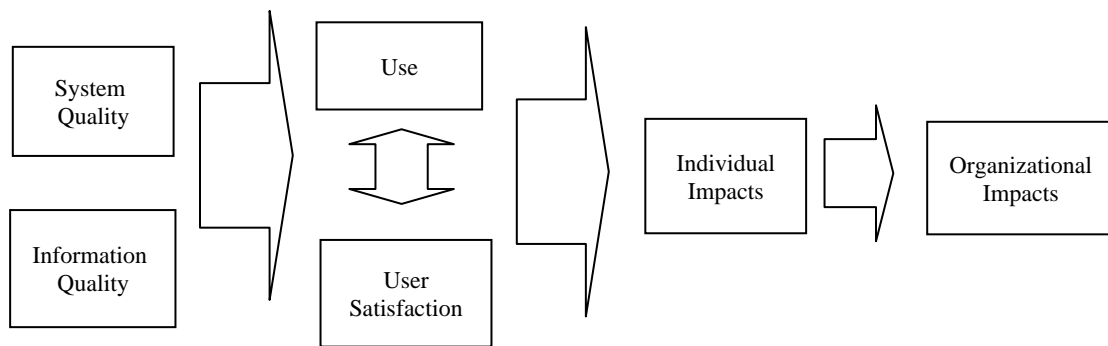 System
Quality
Information
Quality
Use
User
Satisfaction
Individual
Impacts
Organizational
Impacts